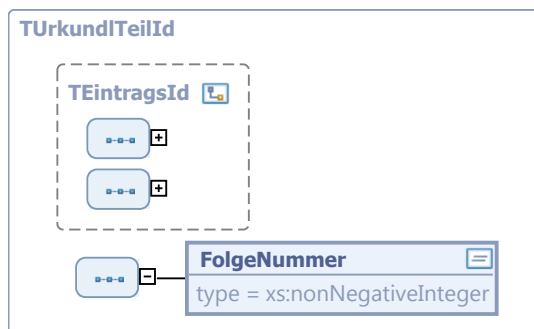 TUrkundlTeilId
TEintragsId
FolgeNummer
type = xs:nonNegativeInteger